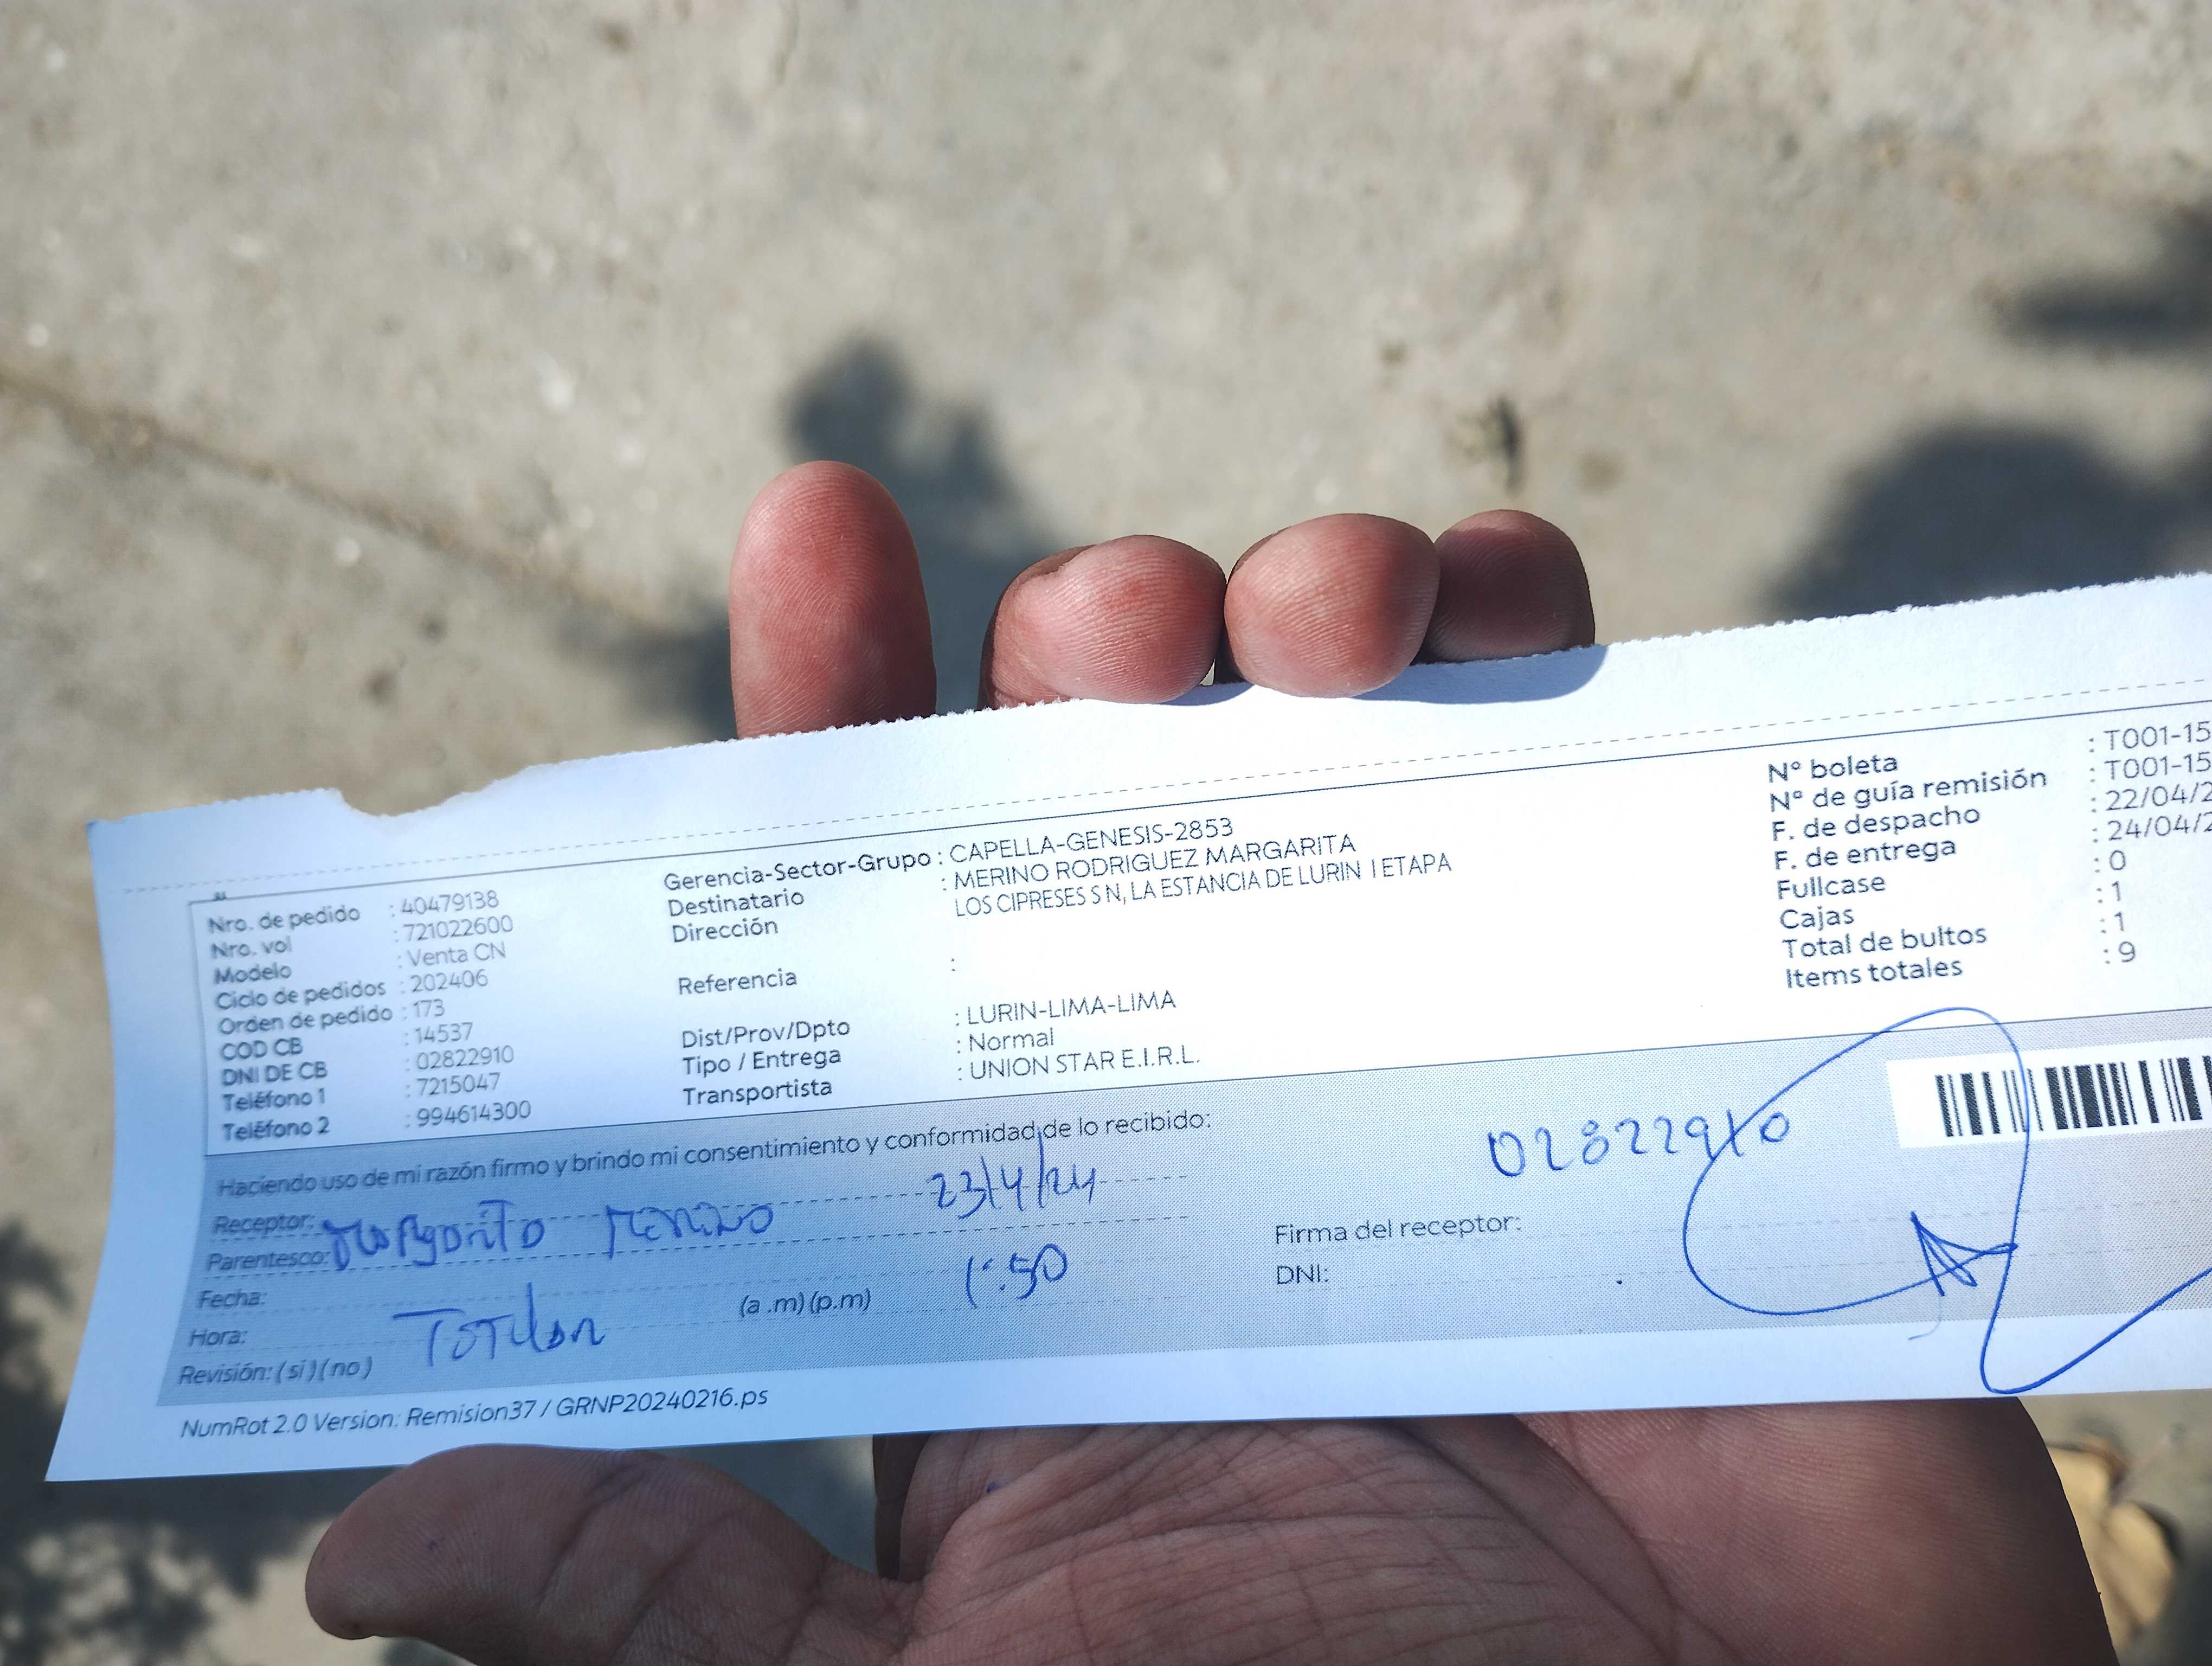 Nro. de pedido : 40479138
Nro. vol : 721022600
Modelo : Venta CN
Ciclo de pedidos : 202406
Orden de pedido : 173
COD CB : 14537
DNI DE CB : 02822910
Teléfono 1 : 7215047
Teléfono 2 : 994614300
Gerencia-Sector-Grupo : CAPELLA-GENESIS-2853
Destinatario : MERINO RODRIGUEZ MARGARITA
Dirección LOS CIPRESES S N, LA ESTANCIA DE LURIN I ETAPA
Referencia :
Dist/Prov/Dpto : LURIN-LIMA-LIMA
Tipo / Entrega : Normal
Transportista : UNION STAR E.I.R.L.
N° boleta : T001-15
N° de guía remisión : T001-15
F. de despacho : 22/04/2
F. de entrega : 24/04/2
Fullcase : 0
Cajas : 1
Total de bultos : 1
Items totales : 9
Haciendo uso de mi razón firmo y brindo mi consentimiento y conformidad de lo recibido:
Receptor: Margarita Merino 23/4/24
Parentesco:
Fecha:
Hora: (a.m)(p.m) 1:50
Revisión: (si)(no)
02822910
Firma del receptor:
DNI:
NumRot 2.0 Version: Remision37 / GRNP20240216.ps